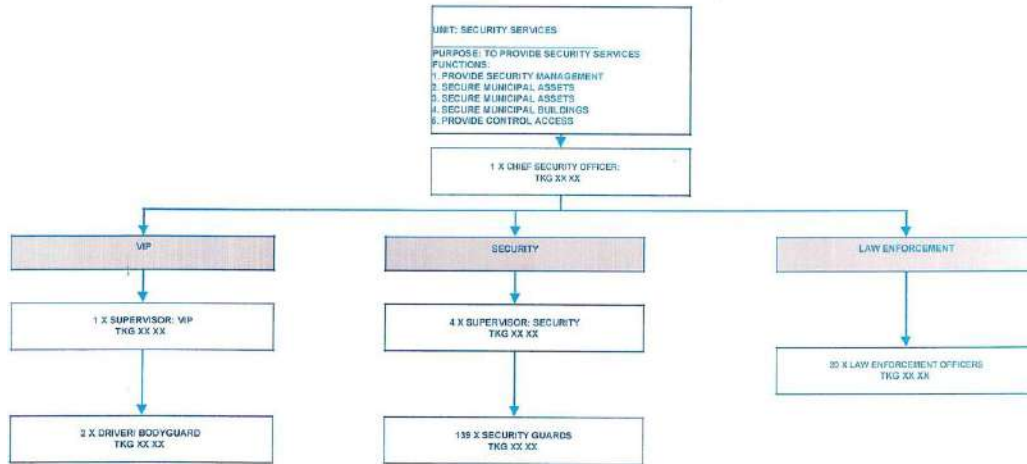 UNIT: SECURITY SERVICES
PURPOSE: TO PROVIDE SECURITY SERVICES
FUNCTIONS:
1. PROVIDE SECURITY MANAGEMENT
2. SECURE MUNICIPAL ASSETS
3. SECURE MUNICIPAL ASSETS
4. SECURE MUNICIPAL BUILDINGS
5. PROVIDE CONTROL ACCESS
1 X CHIEF SECURITY OFFICER:
TKG XX XX
VIP
SECURITY
LAW ENFORCEMENT
1 X SUPERVISOR: VIP
TKG XX XX
4 X SUPERVISOR: SECURITY
TKG XX XX
20 X LAW ENFORCEMENT OFFICERS
TKG XX XX
2 X DRIVER/ BODYGUARD
TKG XX XX
139 X SECURITY GUARDS
TKG XX XX